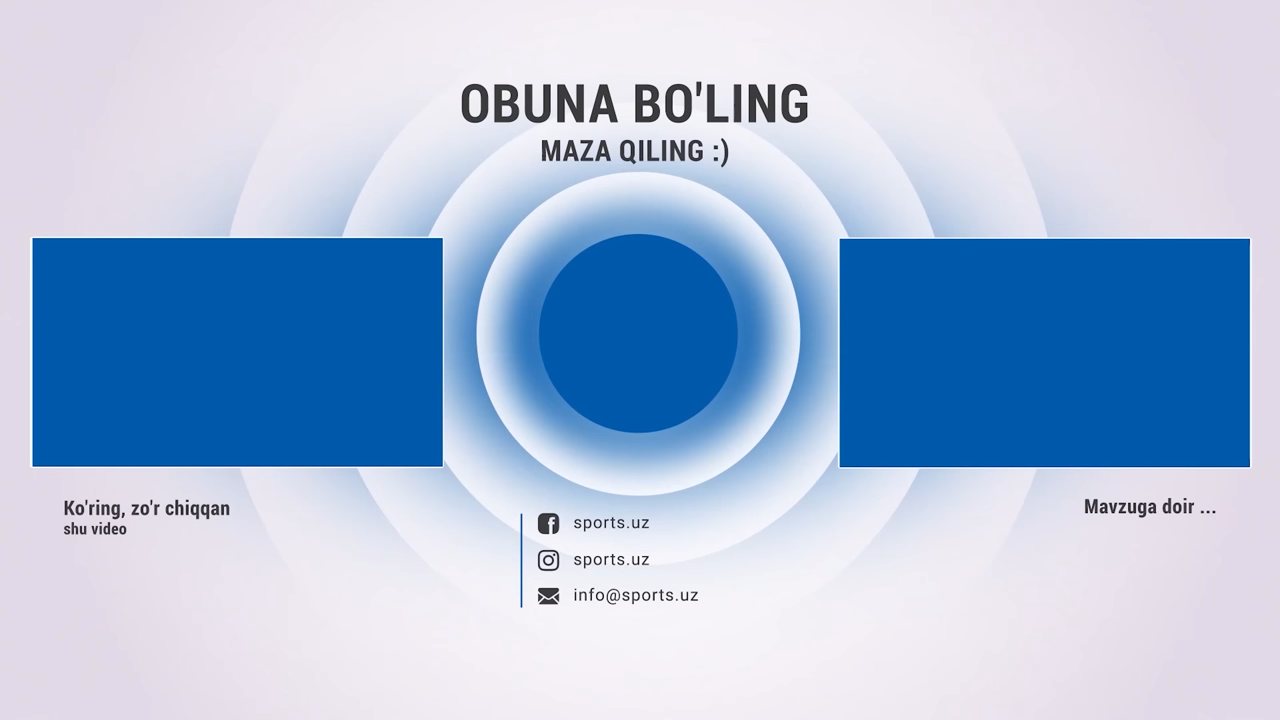 OBUNA BO'LING
MAZA QILING :)
Ko'ring, zo'r chiqqan
shu video
Mavzuga doir ...
sports.uz
sports.uz
info@sports.uz